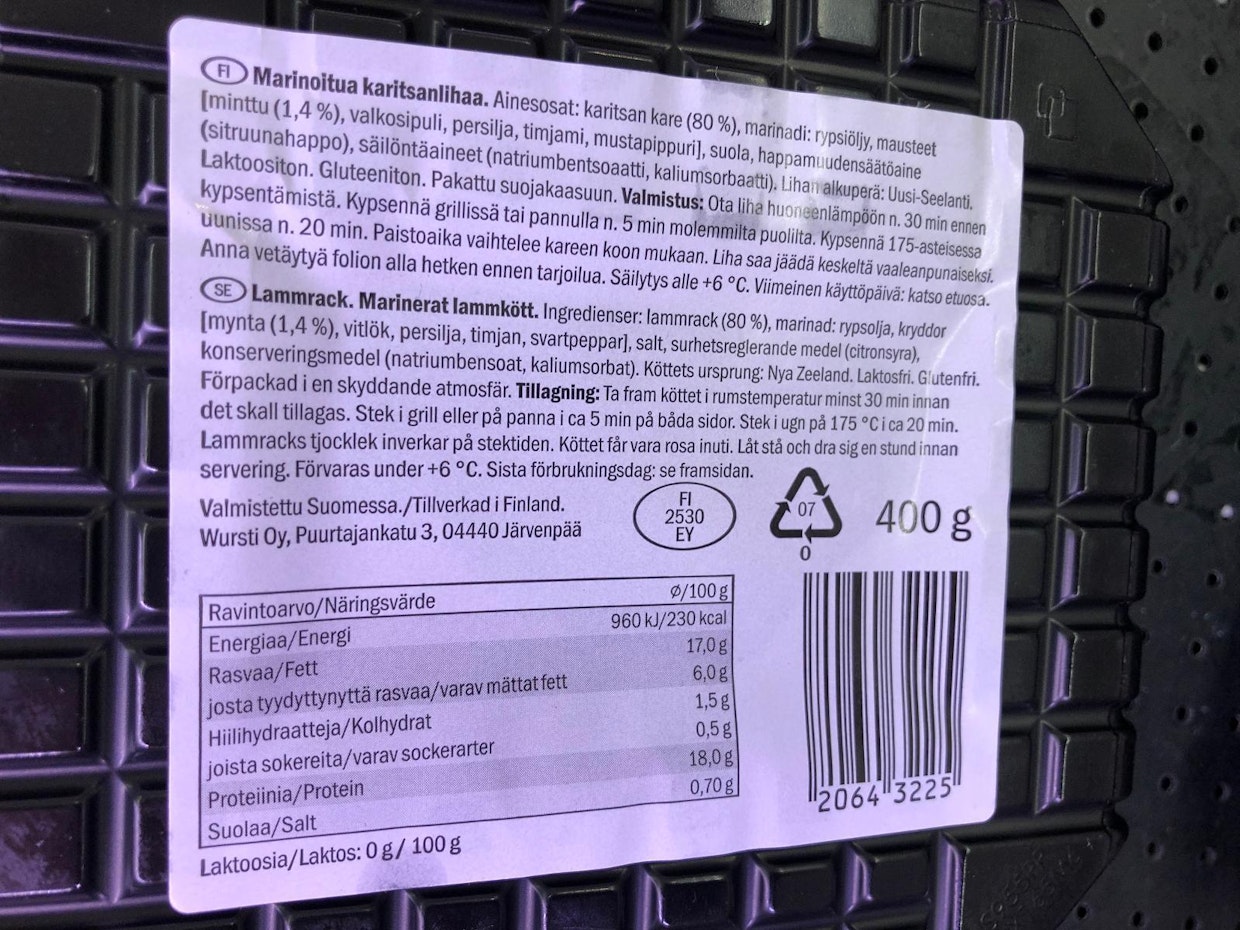 FI Marinoitua karitsanlihaa. Ainesosat: karitsan kare (80 %), marinadi: rypsiöljy, mausteet
[minttu (1,4 %), valkosipuli, persilja, timjami, mustapippuri], suola, happamuudensäätöaine
(sitruunahappo), säilöntäaineet (natriumbentsoaatti, kaliumsorbaatti). Lihan alkuperä: Uusi-Seelanti.
Laktoositon. Gluteeniton. Pakattu suojakaasuun. Valmistus: Ota liha huoneenlämpöön n. 30 min ennen
kypsentämistä. Kypsennä grillissä tai pannulla n. 5 min molemmilta puolilta. Kypsennä 175-asteisessa
uunissa n. 20 min. Paistoaika vaihtelee kareen koon mukaan. Liha saa jäädä keskeltä vaaleanpunaiseksi.
Anna vetäytyä folion alla hetken ennen tarjoilua. Säilytys alle +6 °C. Viimeinen käyttöpäivä: katso etuosa.
SE Lammrack. Marinerat lammkött. Ingredienser: lammrack (80 %), marinad: rypsolja, kryddor
[mynta (1,4 %), vitlök, persilja, timjan, svartpeppar], salt, surhetsreglerande medel (citronsyra),
konserveringsmedel (natriumbensoat, kaliumsorbat). Köttets ursprung: Nya Zeeland. Laktosfri. Glutenfri.
Förpackad i en skyddande atmosfär. Tillagning: Ta fram köttet i rumstemperatur minst 30 min innan
det skall tillagas. Stek i grill eller på panna i ca 5 min på båda sidor. Stek i ugn på 175 °C i ca 20 min.
Lammracks tjocklek inverkar på stektiden. Köttet får vara rosa inuti. Låt stå och dra sig en stund innan
servering. Förvaras under +6 °C. Sista förbrukningsdag: se framsidan.
Valmistettu Suomessa./Tillverkad i Finland.
Wursti Oy, Puurtajankatu 3, 04440 Järvenpää
FI
2530
EY
07
O
400 g
Ravintoarvo/Näringsvärde ø/100 g
Energiaa/Energi 960 kJ/230 kcal
Rasvaa/Fett 17,0 g
josta tyydyttynyttä rasvaa/varav mättat fett 6,0 g
Hiilihydraatteja/Kolhydrat 1,5 g
joista sokereita/varav sockerarter 0,5 g
Proteiinia/Protein 18,0 g
Suolaa/Salt 0,70 g
Laktoosia/Laktos: 0 g/ 100 g
2064 3225